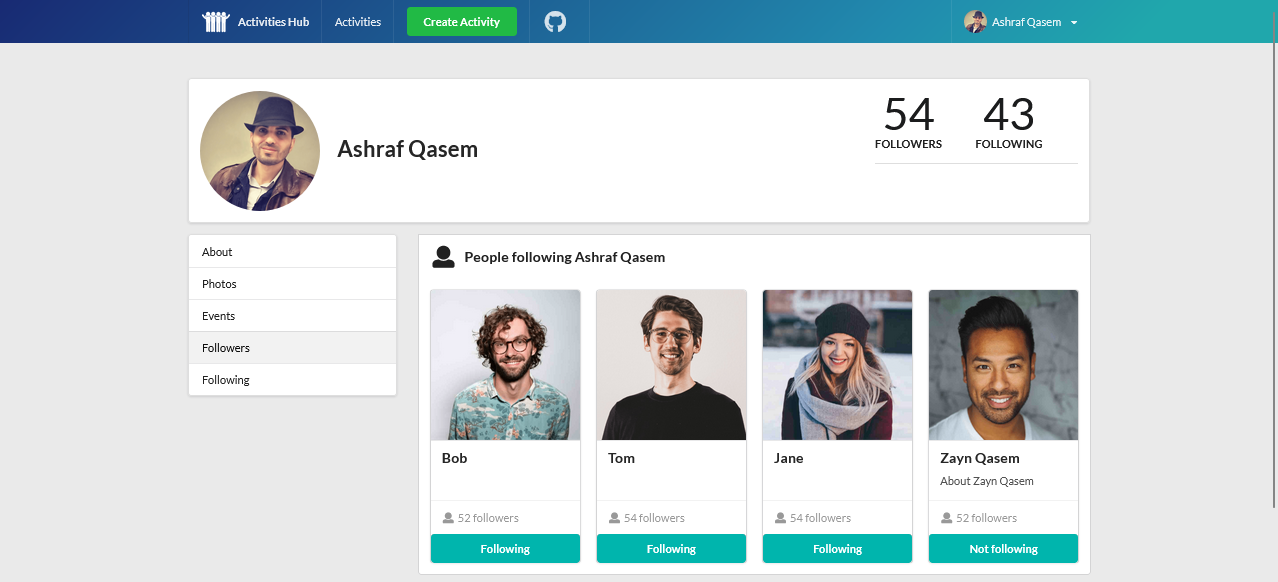 Activities Hub
Activities
Create Activity
Ashraf Qasem
Ashraf Qasem
54
FOLLOWERS
43
FOLLOWING
About
Photos
Events
Followers
Following
People following Ashraf Qasem
Bob
52 followers
Following
Tom
54 followers
Following
Jane
54 followers
Following
Zayn Qasem
About Zayn Qasem
52 followers
Not following